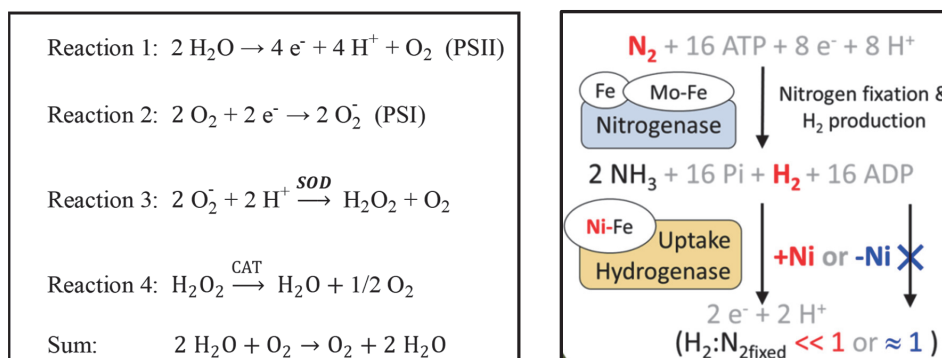 Reaction 1: 2 H₂O → 4 e⁻ + 4 H⁺ + O₂ (PSII)
Reaction 2: 2 O₂ + 2 e⁻ → 2 O₂⁻ (PSI)
SOD
Reaction 3: 2 O₂⁻ + 2 H⁺ → H₂O₂ + O₂
CAT
Reaction 4: H₂O₂ → H₂O + 1/2 O₂
Sum: 2 H₂O + O₂ → O₂ + 2 H₂O
N₂ + 16 ATP + 8 e⁻ + 8 H⁺
Fe
Mo-Fe
Nitrogenase
Nitrogen fixation &
H₂ production
2 NH₃ + 16 Pi + H₂ + 16 ADP
Ni-Fe
Uptake
Hydrogenase
+Ni or -Ni
2 e⁻ + 2 H⁺
(H₂:N₂fixed << 1 or ≈ 1 )